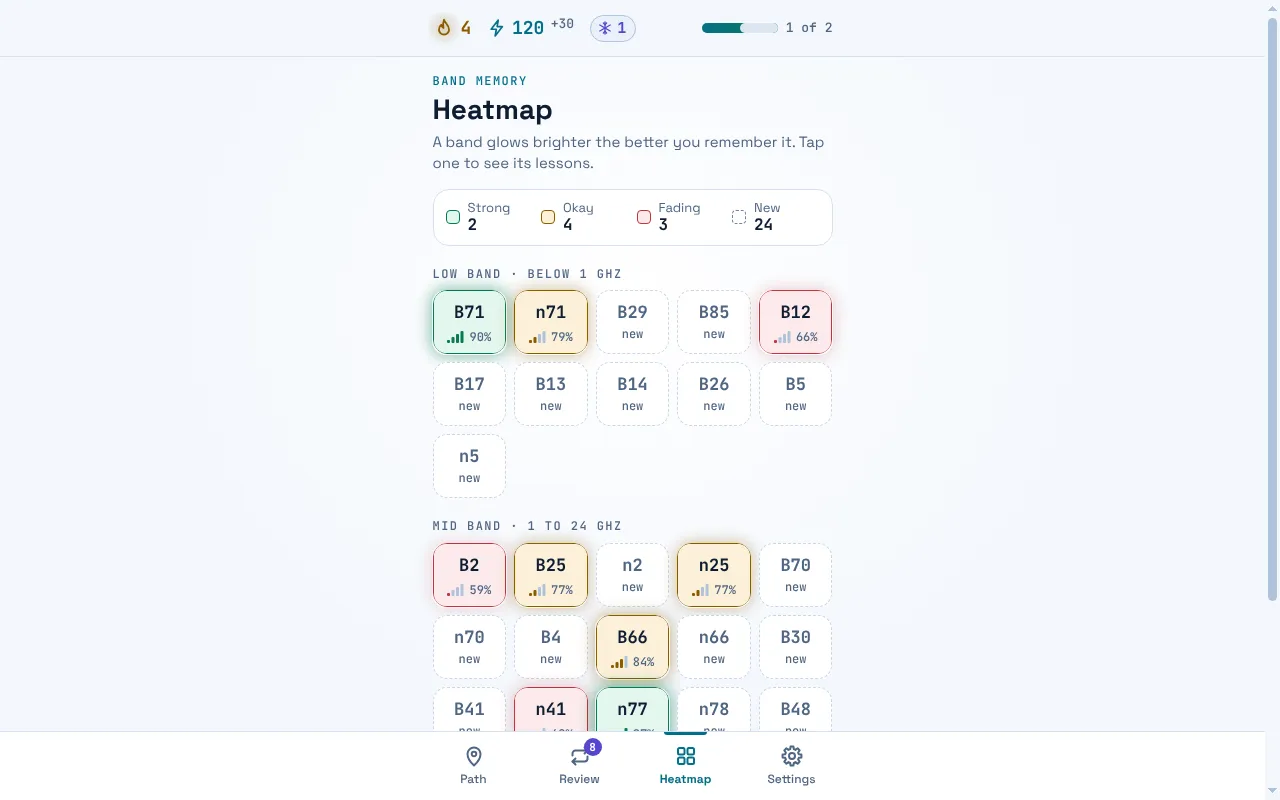 4 120 +30 1 1 of 2
BAND MEMORY
Heatmap
A band glows brighter the better you remember it. Tap
one to see its lessons.
Strong Okay Fading New
2 4 3 24
LOW BAND · BELOW 1 GHZ
B71 n71 B29 B85 B12
90% 79% new new 66%
B17 B13 B14 B26 B5
new new new new new
n5
new
MID BAND · 1 TO 24 GHZ
B2 B25 n2 n25 B70
59% 77% new 77% new
n70 B4 B66 n66 B30
new new 84% new new
B41 n41 n77 n78 B48
8
Path Review Heatmap Settings